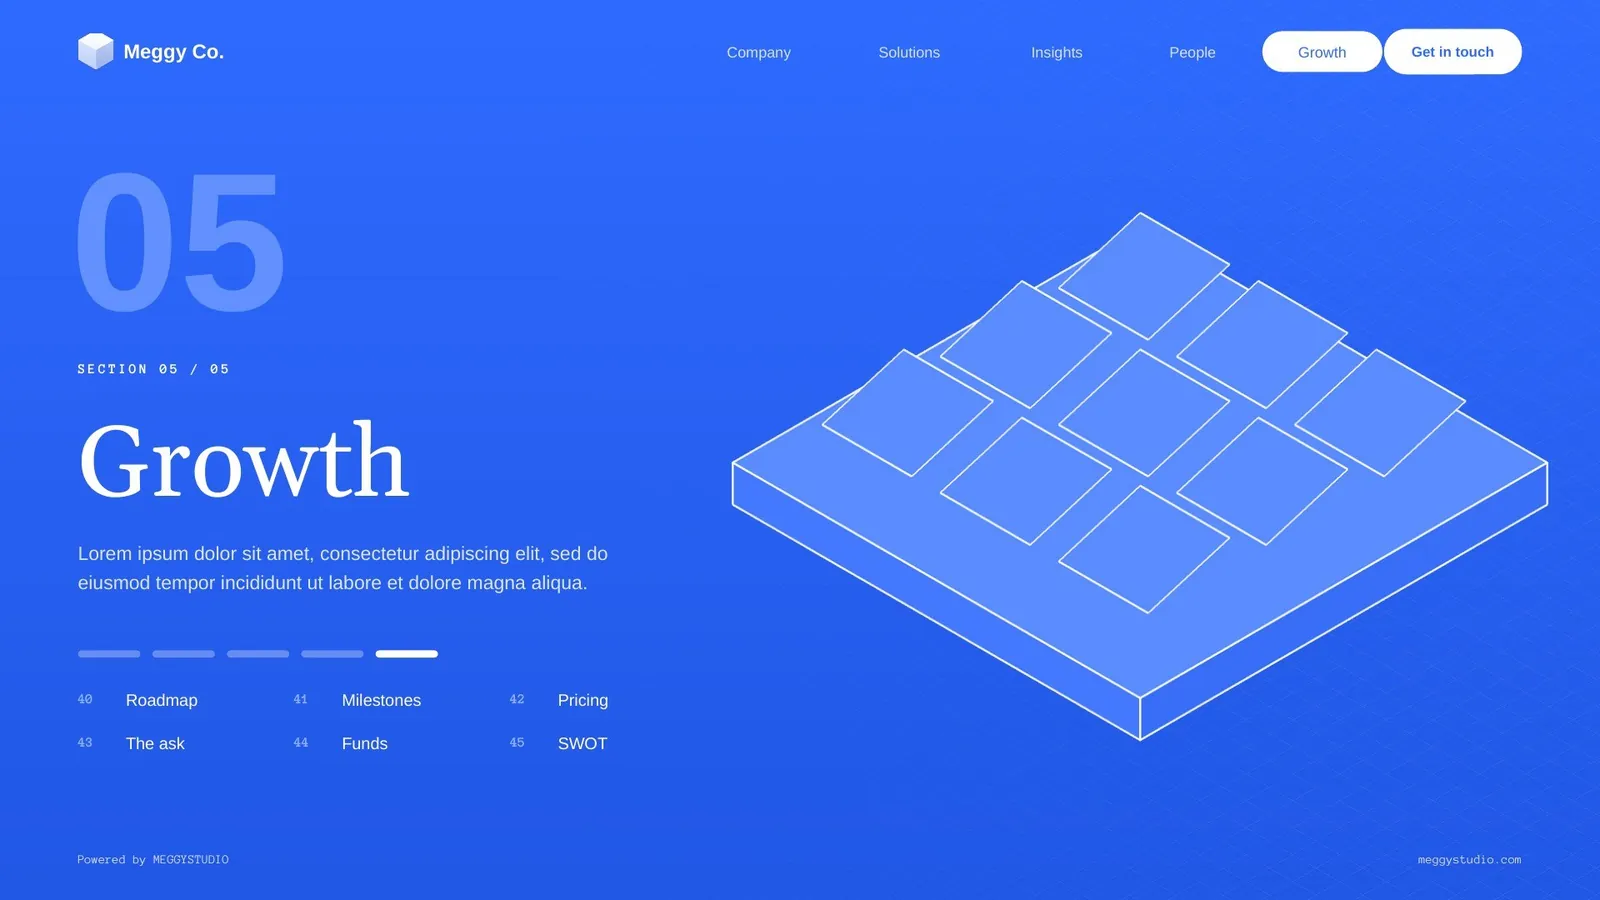 Meggy Co.
Company Solutions Insights People Growth Get in touch
05
SECTION 05 / 05
Growth
Lorem ipsum dolor sit amet, consectetur adipiscing elit, sed do
eiusmod tempor incididunt ut labore et dolore magna aliqua.
40 Roadmap 41 Milestones 42 Pricing
43 The ask 44 Funds 45 SWOT
Powered by MEGGYSTUDIO
meggystudio.com